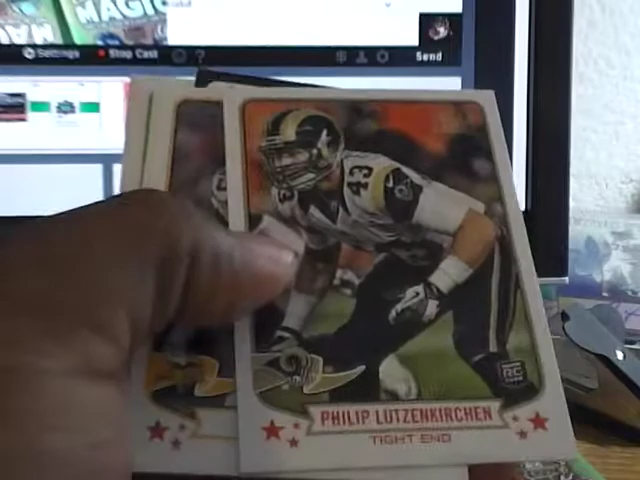 MAGIC
Settings
Stop Cast
?
Send
43
RC
PHILIP LUTZENKIRCHEN
TIGHT END